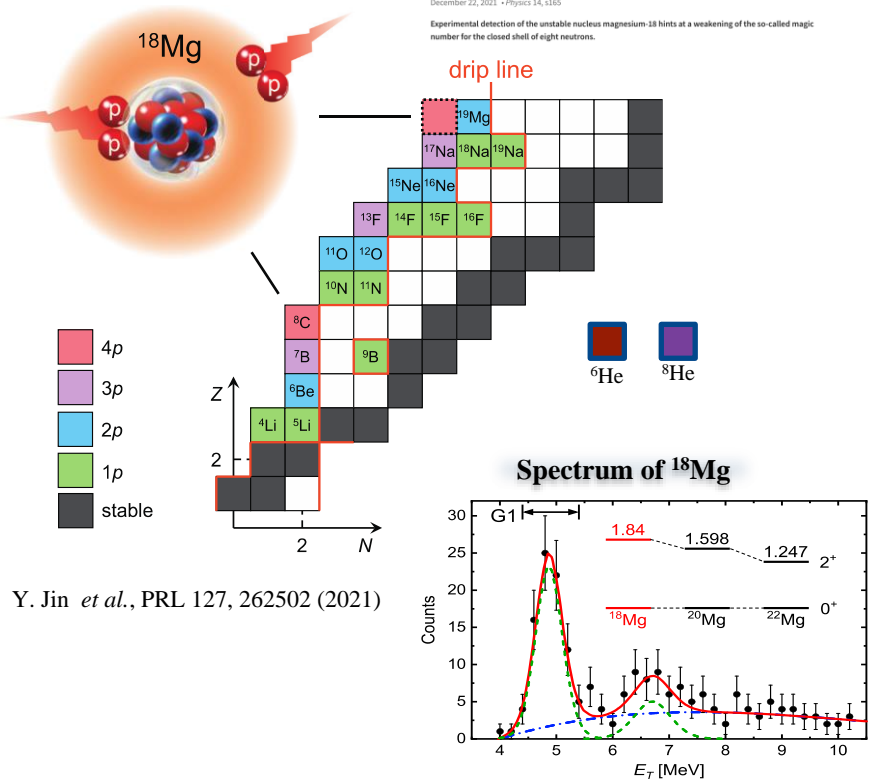 December 22, 2021 • Physics 14, s165
Experimental detection of the unstable nucleus magnesium-18 hints at a weakening of the so-called magic
number for the closed shell of eight neutrons.
¹⁸Mg
p
p
p
p
drip line
¹⁹Mg
¹⁷Na ¹⁸Na ¹⁹Na
¹⁵Ne ¹⁶Ne
¹³F ¹⁴F ¹⁵F ¹⁶F
¹¹O ¹²O
¹⁰N ¹¹N
⁸C
⁷B ⁹B
⁶Be
⁴Li ⁵Li
4p
3p
2p
1p
stable
Z
2
2
N
⁶He ⁸He
Y. Jin et al., PRL 127, 262502 (2021)
Spectrum of ¹⁸Mg
G1
1.84
1.598
1.247
2⁺
0⁺
¹⁸Mg ²⁰Mg ²²Mg
Counts
30
25
20
15
10
5
0
4 5 6 7 8 9 10
E_T [MeV]